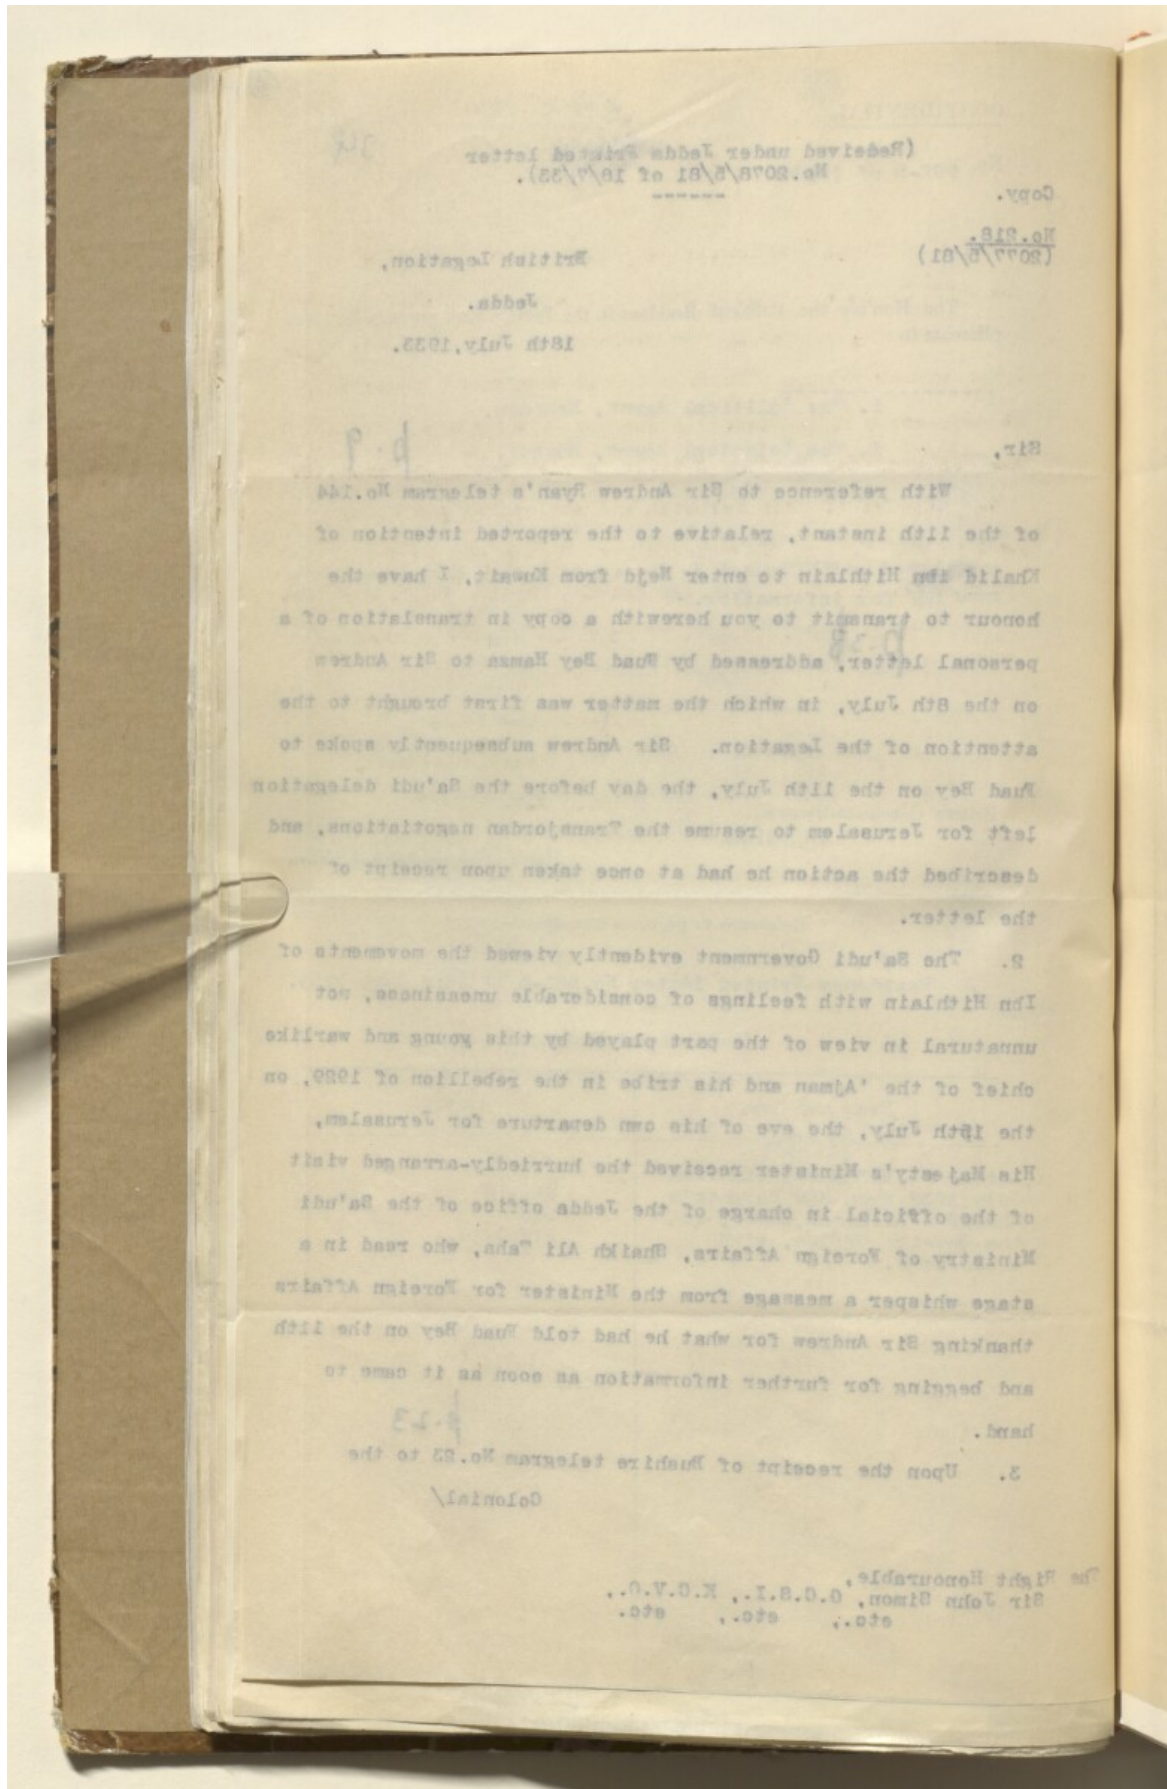 (Received under Jedda Printed letter
No.2078/5/81 of 18/7/33).
------
Copy.
No.218.
(2077/5/81)
British Legation,
Jedda.
18th July,1933.
Sir,
p.9
With reference to Sir Andrew Ryan's telegram No.144
of the 11th instant, relative to the reported intention of
Khalid ibn Hithlain to enter Nejd from Kuwait, I have the
honour to transmit to you herewith a copy in translation of a
personal letter, addressed by Fuad Bey Hamza to Sir Andrew
on the 8th July, in which the matter was first brought to the
attention of the Legation. Sir Andrew subsequently spoke to
Fuad Bey on the 11th July, the day before the Sa'udi delegation
left for Jerusalem to resume the Transjordan negotiations, and
described the action he had at once taken upon receipt of
the letter.
2. The Sa'udi Government evidently viewed the movements of
Ibn Hithlain with feelings of considerable uneasiness, not
unnatural in view of the part played by this young and warlike
chief of the 'Ajman and his tribe in the rebellion of 1929, on
the 15th July, the eve of his own departure for Jerusalem,
His Majesty's Minister received the hurriedly-arranged visit
of the official in charge of the Jedda office of the Sa'udi
Ministry of Foreign Affairs, Shaikh Ali Taha, who read in a
stage whisper a message from the Minister for Foreign Affairs
thanking Sir Andrew for what he had told Fuad Bey on the 11th
and begging for further information as soon as it came to
hand.
p.23
3. Upon the receipt of Bushire telegram No.23 to the
Colonial/
The Right Honourable,
Sir John Simon, G.C.S.I., K.C.V.O.,
etc., etc., etc.